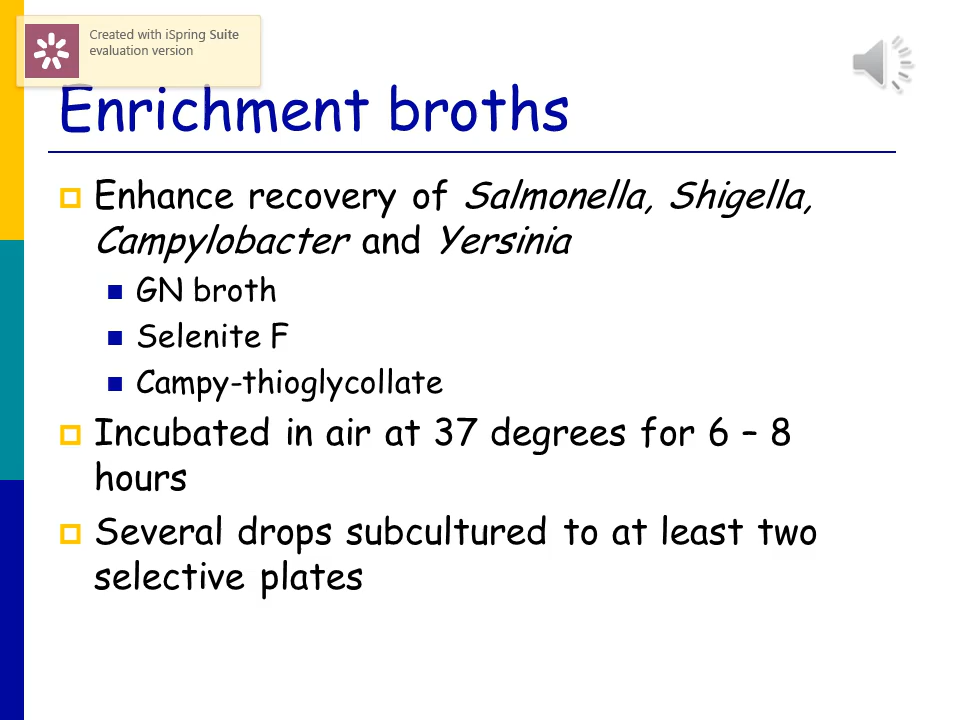 Created with iSpring Suite
evaluation version
Enrichment broths
Enhance recovery of Salmonella, Shigella,
Campylobacter and Yersinia
GN broth
Selenite F
Campy-thioglycollate
Incubated in air at 37 degrees for 6 – 8
hours
Several drops subcultured to at least two
selective plates